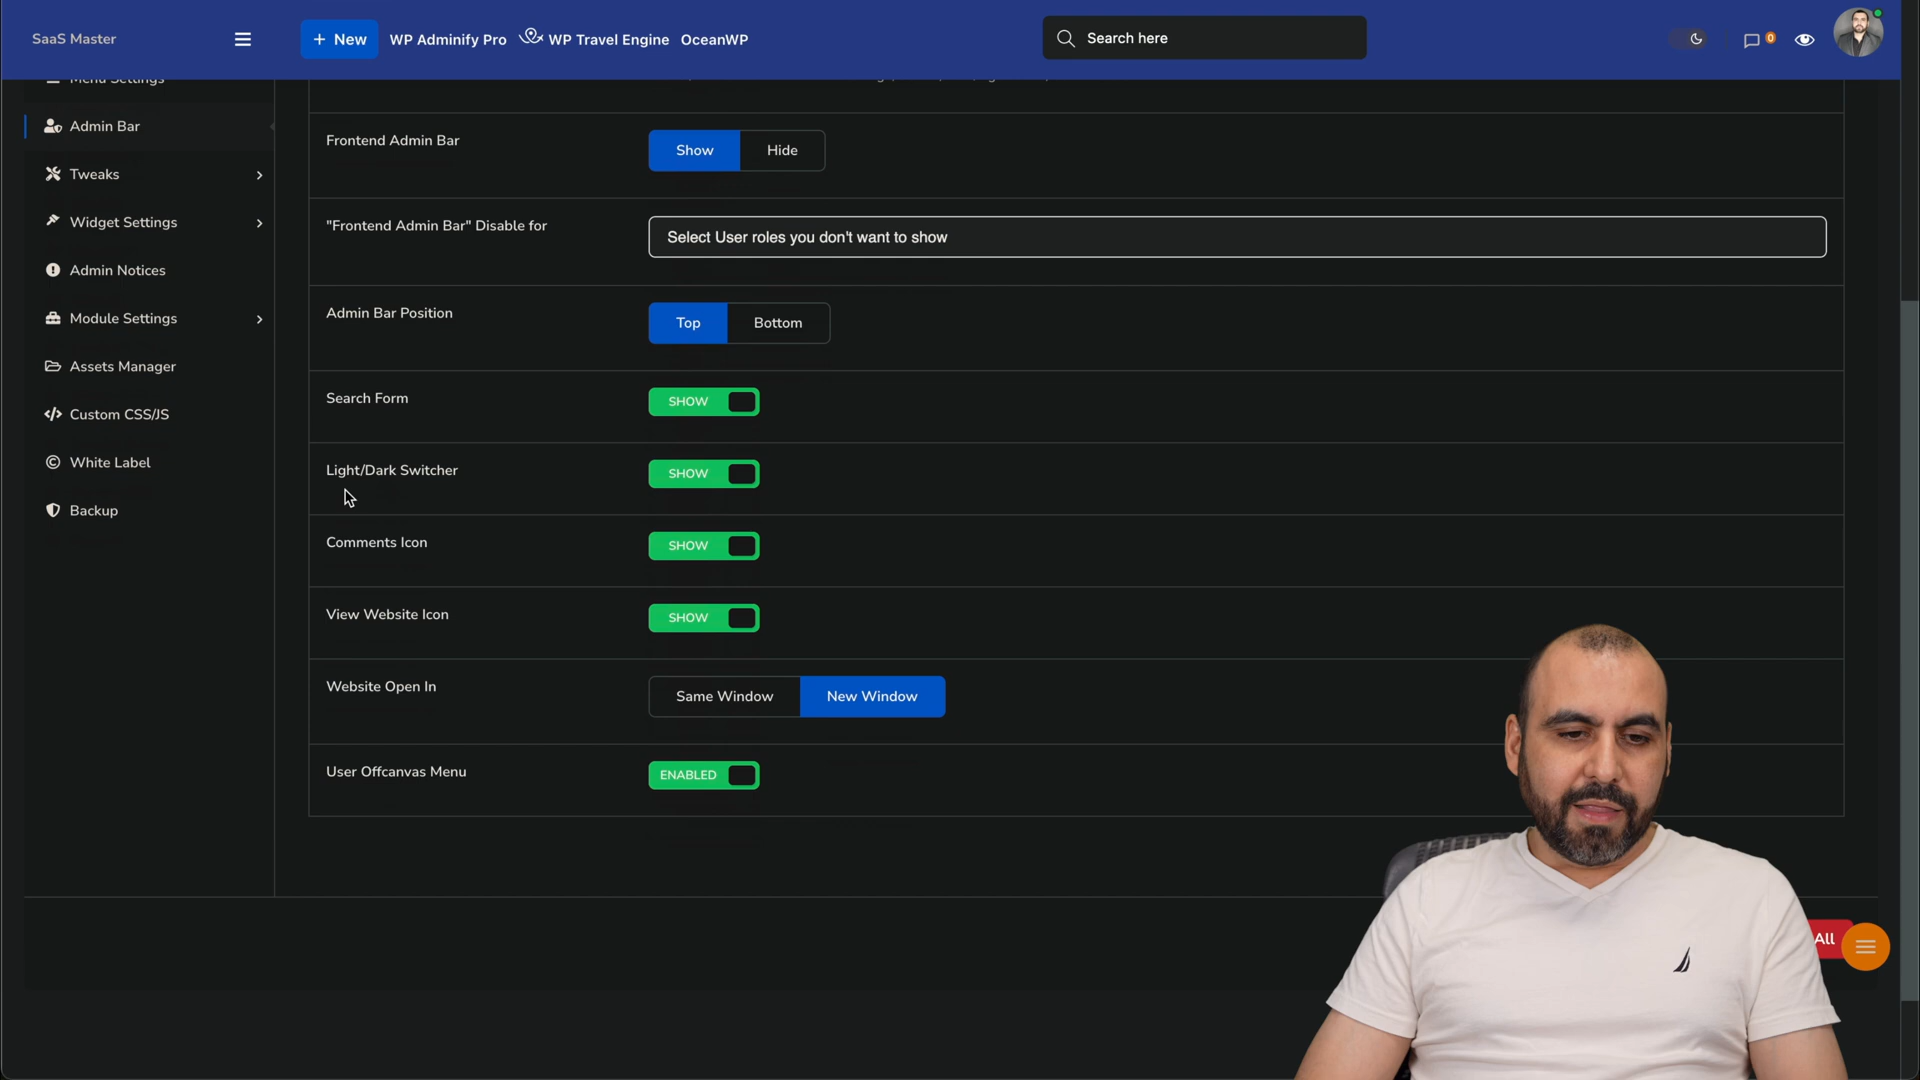 SaaS Master
+ New WP Adminify Pro WP Travel Engine OceanWP
Search here
0
Menu Settings
Admin Bar
Tweaks
Widget Settings
Admin Notices
Module Settings
Assets Manager
Custom CSS/JS
White Label
Backup
Frontend Admin Bar
Show Hide
"Frontend Admin Bar" Disable for
Select User roles you don't want to show
Admin Bar Position
Top Bottom
Search Form
SHOW
Light/Dark Switcher
SHOW
Comments Icon
SHOW
View Website Icon
SHOW
Website Open In
Same Window New Window
User Offcanvas Menu
ENABLED
All